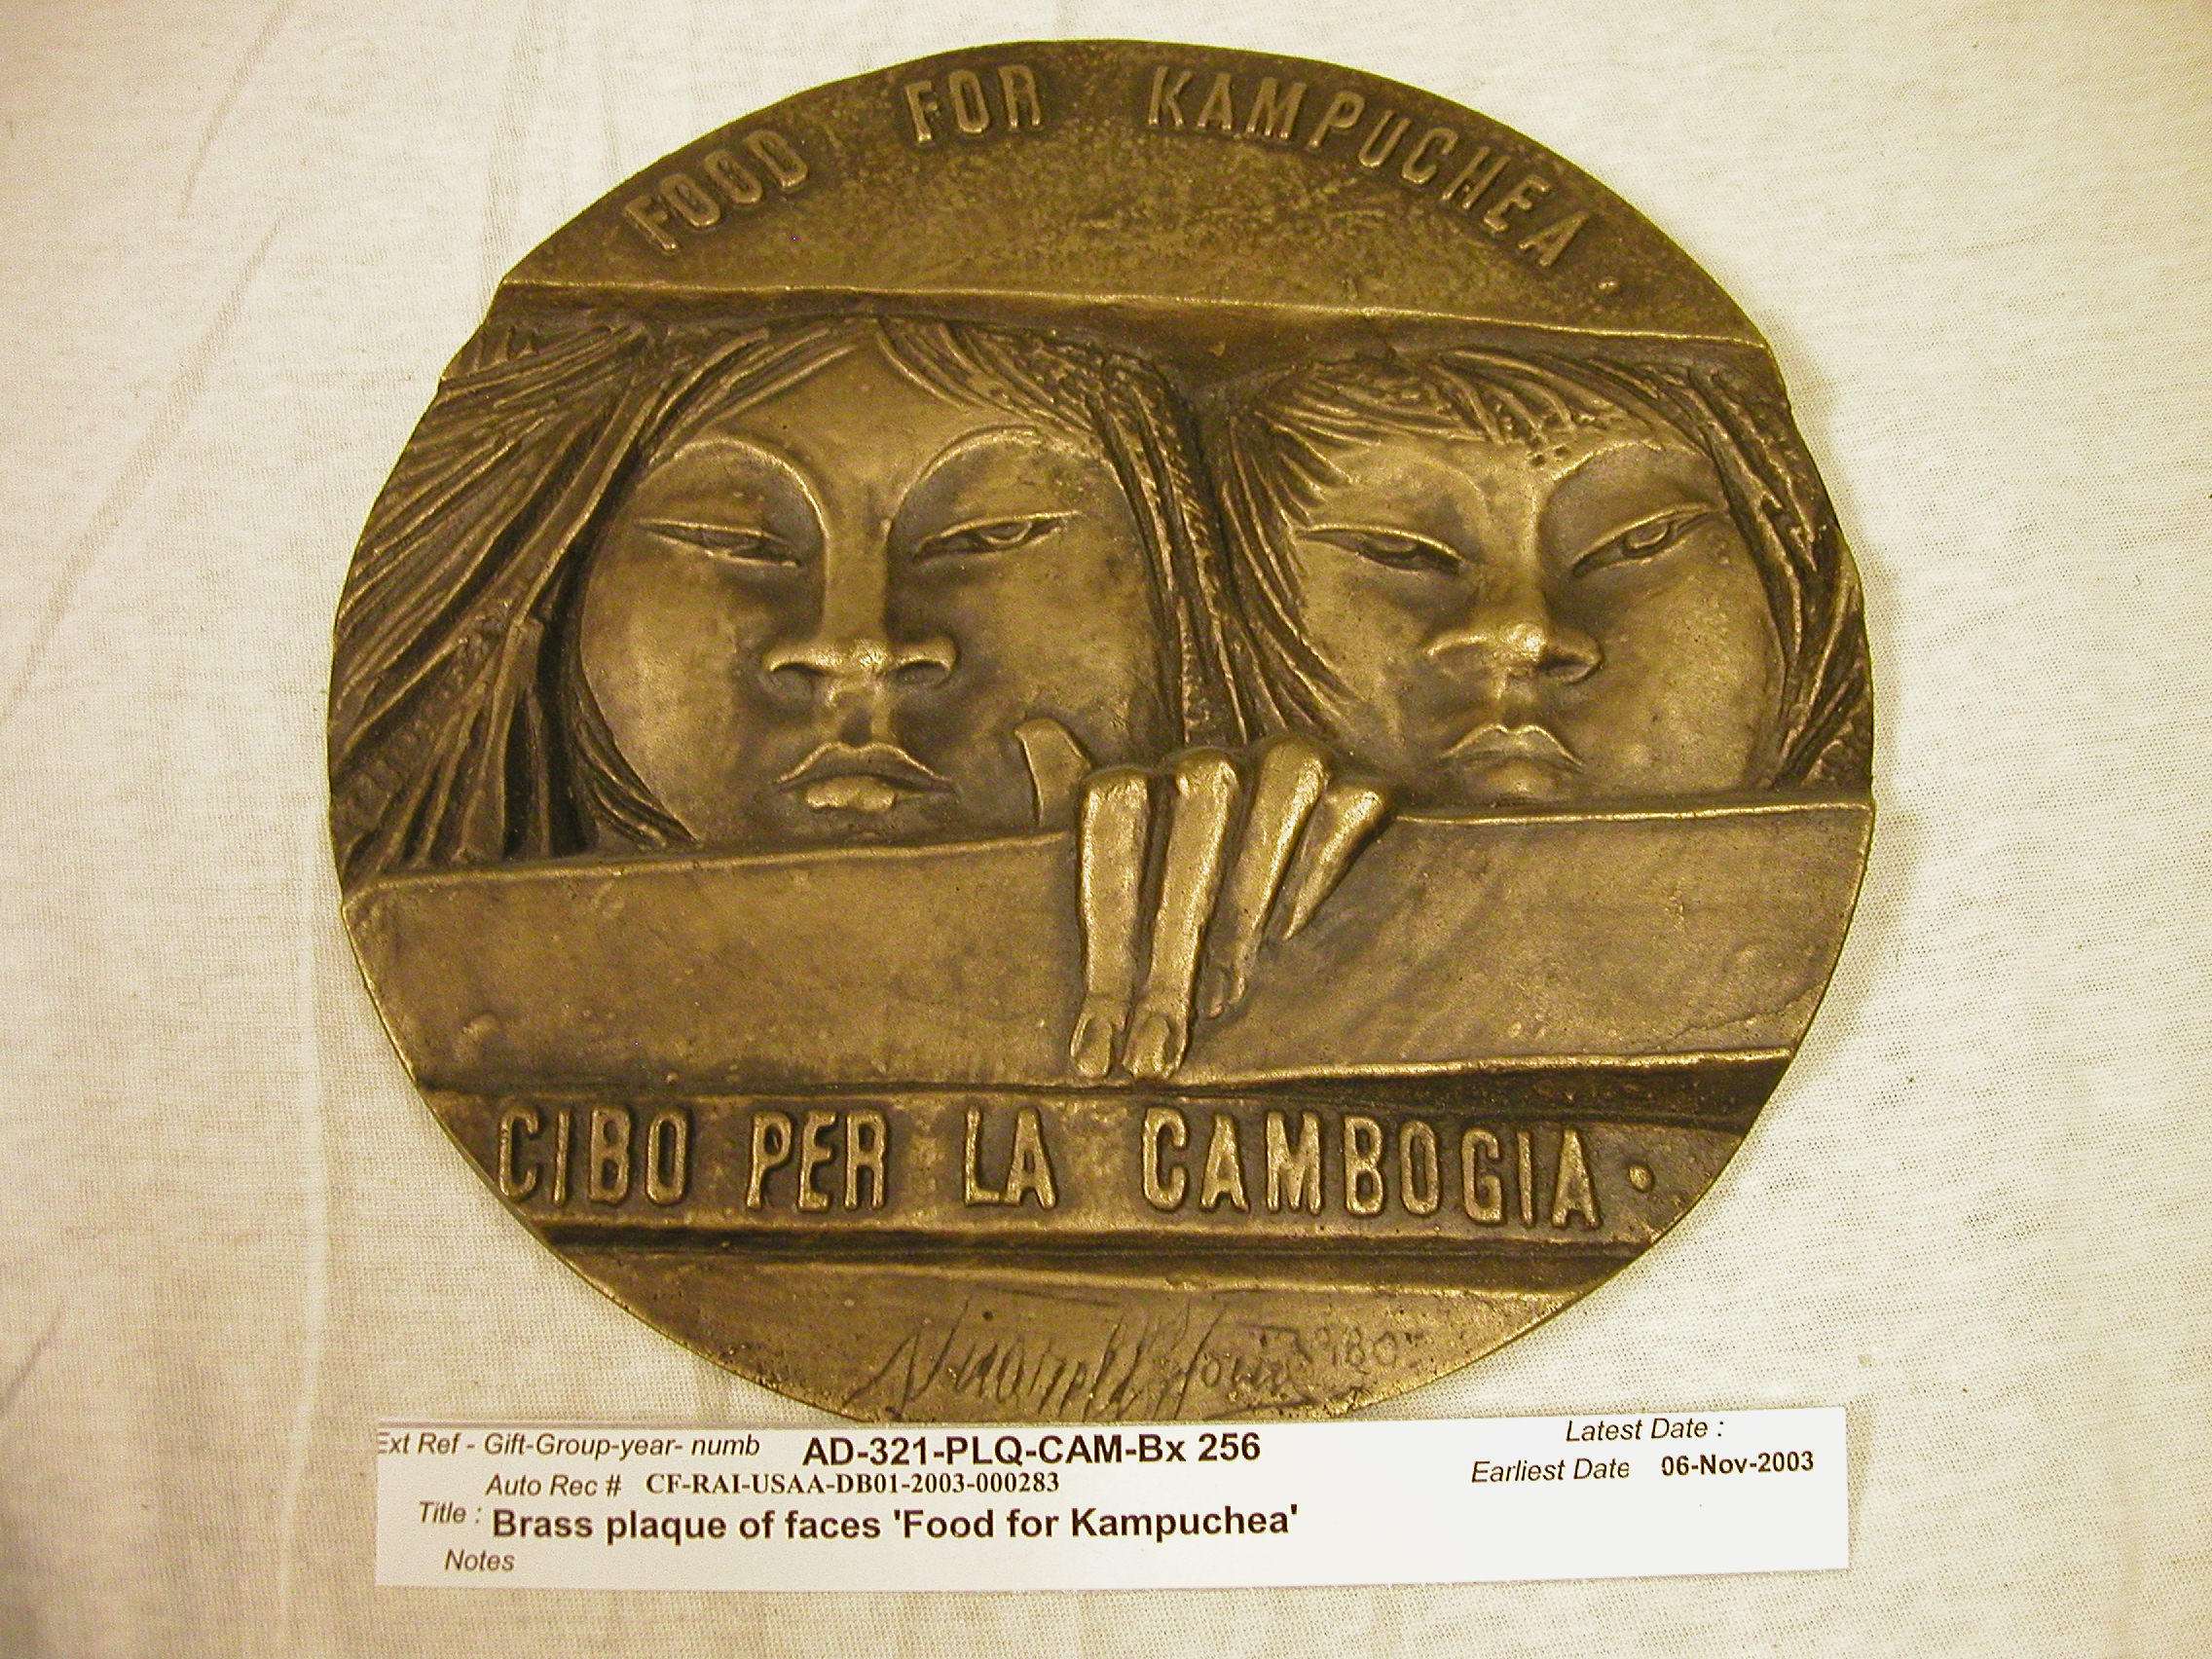 FOOD FOR KAMPUCHEA .
CIBO PER LA CAMBOGIA .
1980
Ext Ref - Gift-Group-year- numb AD-321-PLQ-CAM-Bx 256
Latest Date :
Auto Rec # CF-RAI-USAA-DB01-2003-000283
Earliest Date 06-Nov-2003
Title : Brass plaque of faces 'Food for Kampuchea'
Notes